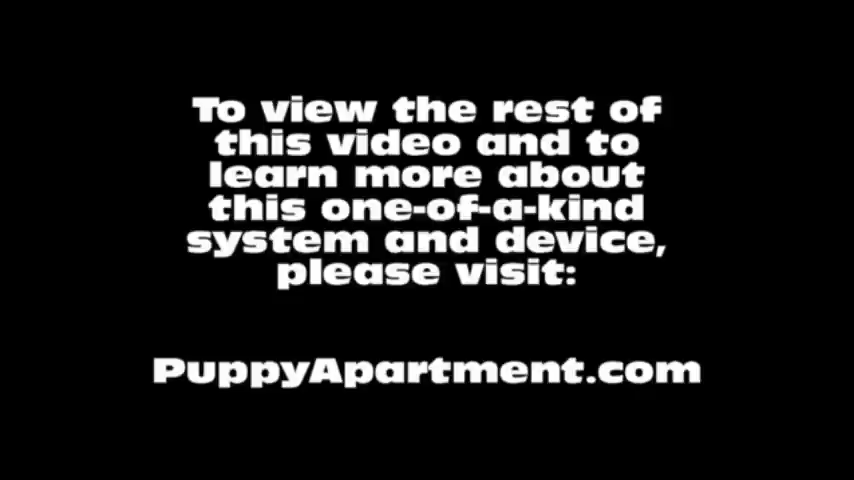 To view the rest of
this video and to
learn more about
this one-of-a-kind
system and device,
please visit:
PuppyApartment.com